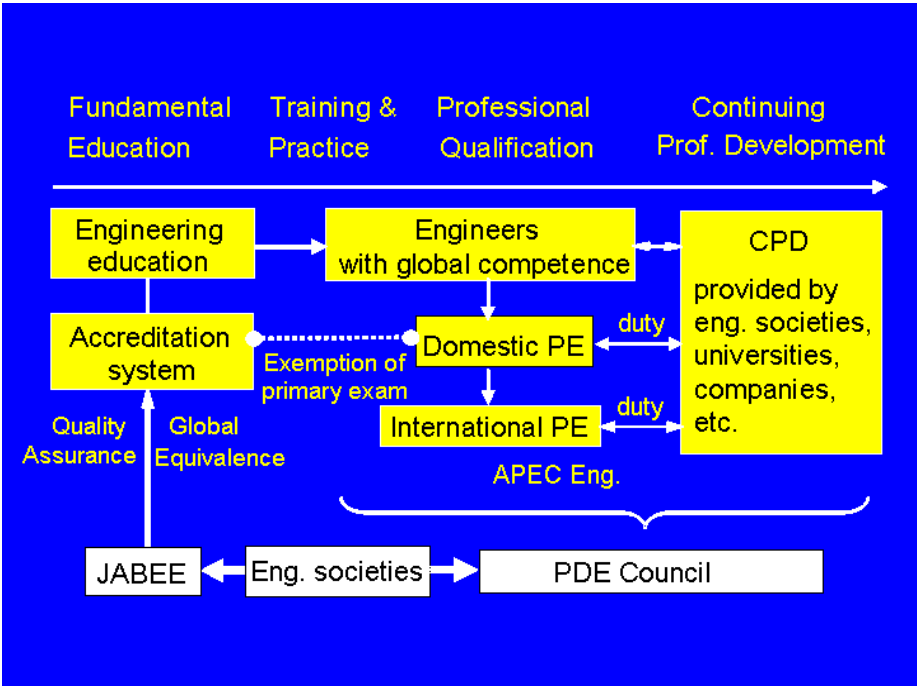 Fundamental
Education
Training &
Practice
Professional
Qualification
Continuing
Prof. Development
Engineering
education
Engineers
with global competence
CPD
provided by
eng. societies,
universities,
companies,
etc.
Accreditation
system
Exemption of
primary exam
Domestic PE
duty
International PE
duty
APEC Eng.
Quality
Assurance
Global
Equivalence
JABEE
Eng. societies
PDE Council